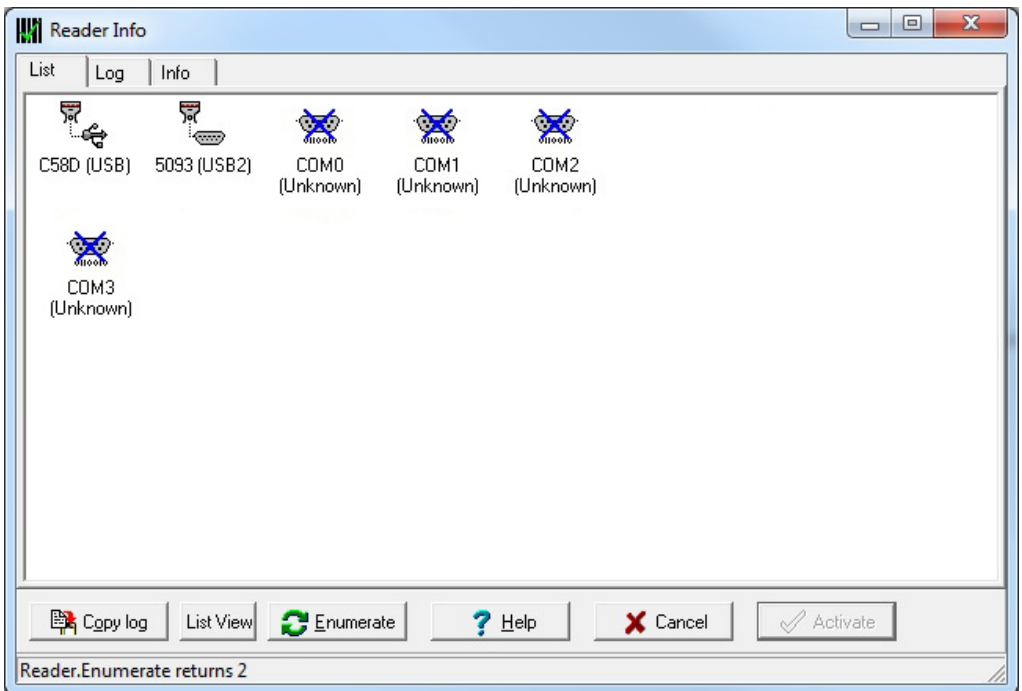 Reader Info
List Log Info
C58D (USB) 5093 (USB2) COM0 COM1 COM2
(Unknown) (Unknown) (Unknown)
COM3
(Unknown)
Copy log List View Enumerate Help Cancel Activate
Reader.Enumerate returns 2